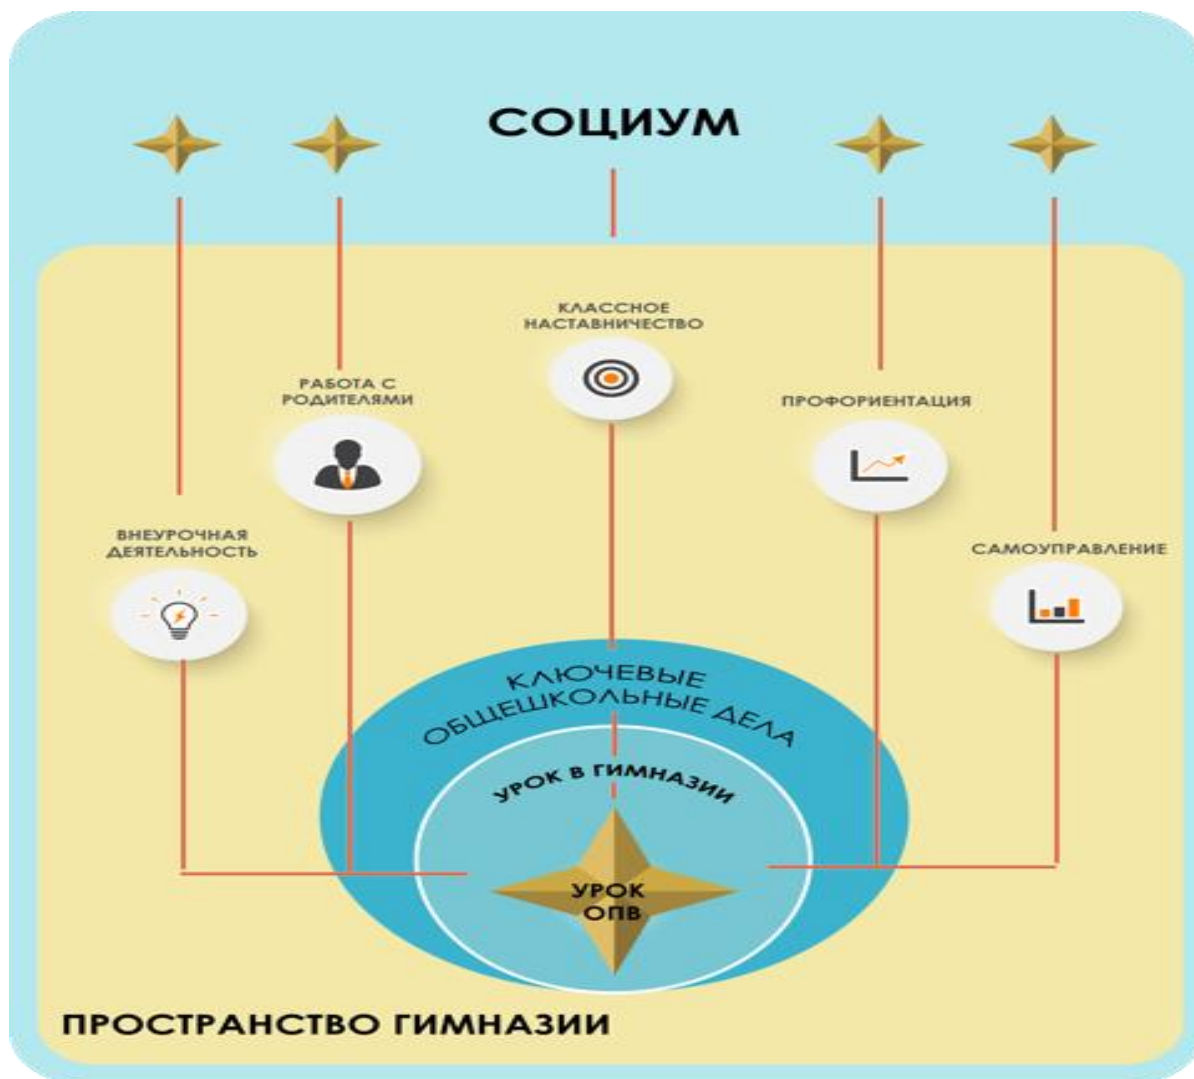 СОЦИУМ
КЛАССНОЕ
НАСТАВНИЧЕСТВО
РАБОТА С
РОДИТЕЛЯМИ
ПРОФОРИЕНТАЦИЯ
ВНЕУРОЧНАЯ
ДЕЯТЕЛЬНОСТЬ
САМОУПРАВЛЕНИЕ
КЛЮЧЕВЫЕ
ОБЩЕШКОЛЬНЫЕ ДЕЛА
УРОК В ГИМНАЗИИ
УРОК
ОПВ
ПРОСТРАНСТВО ГИМНАЗИИ